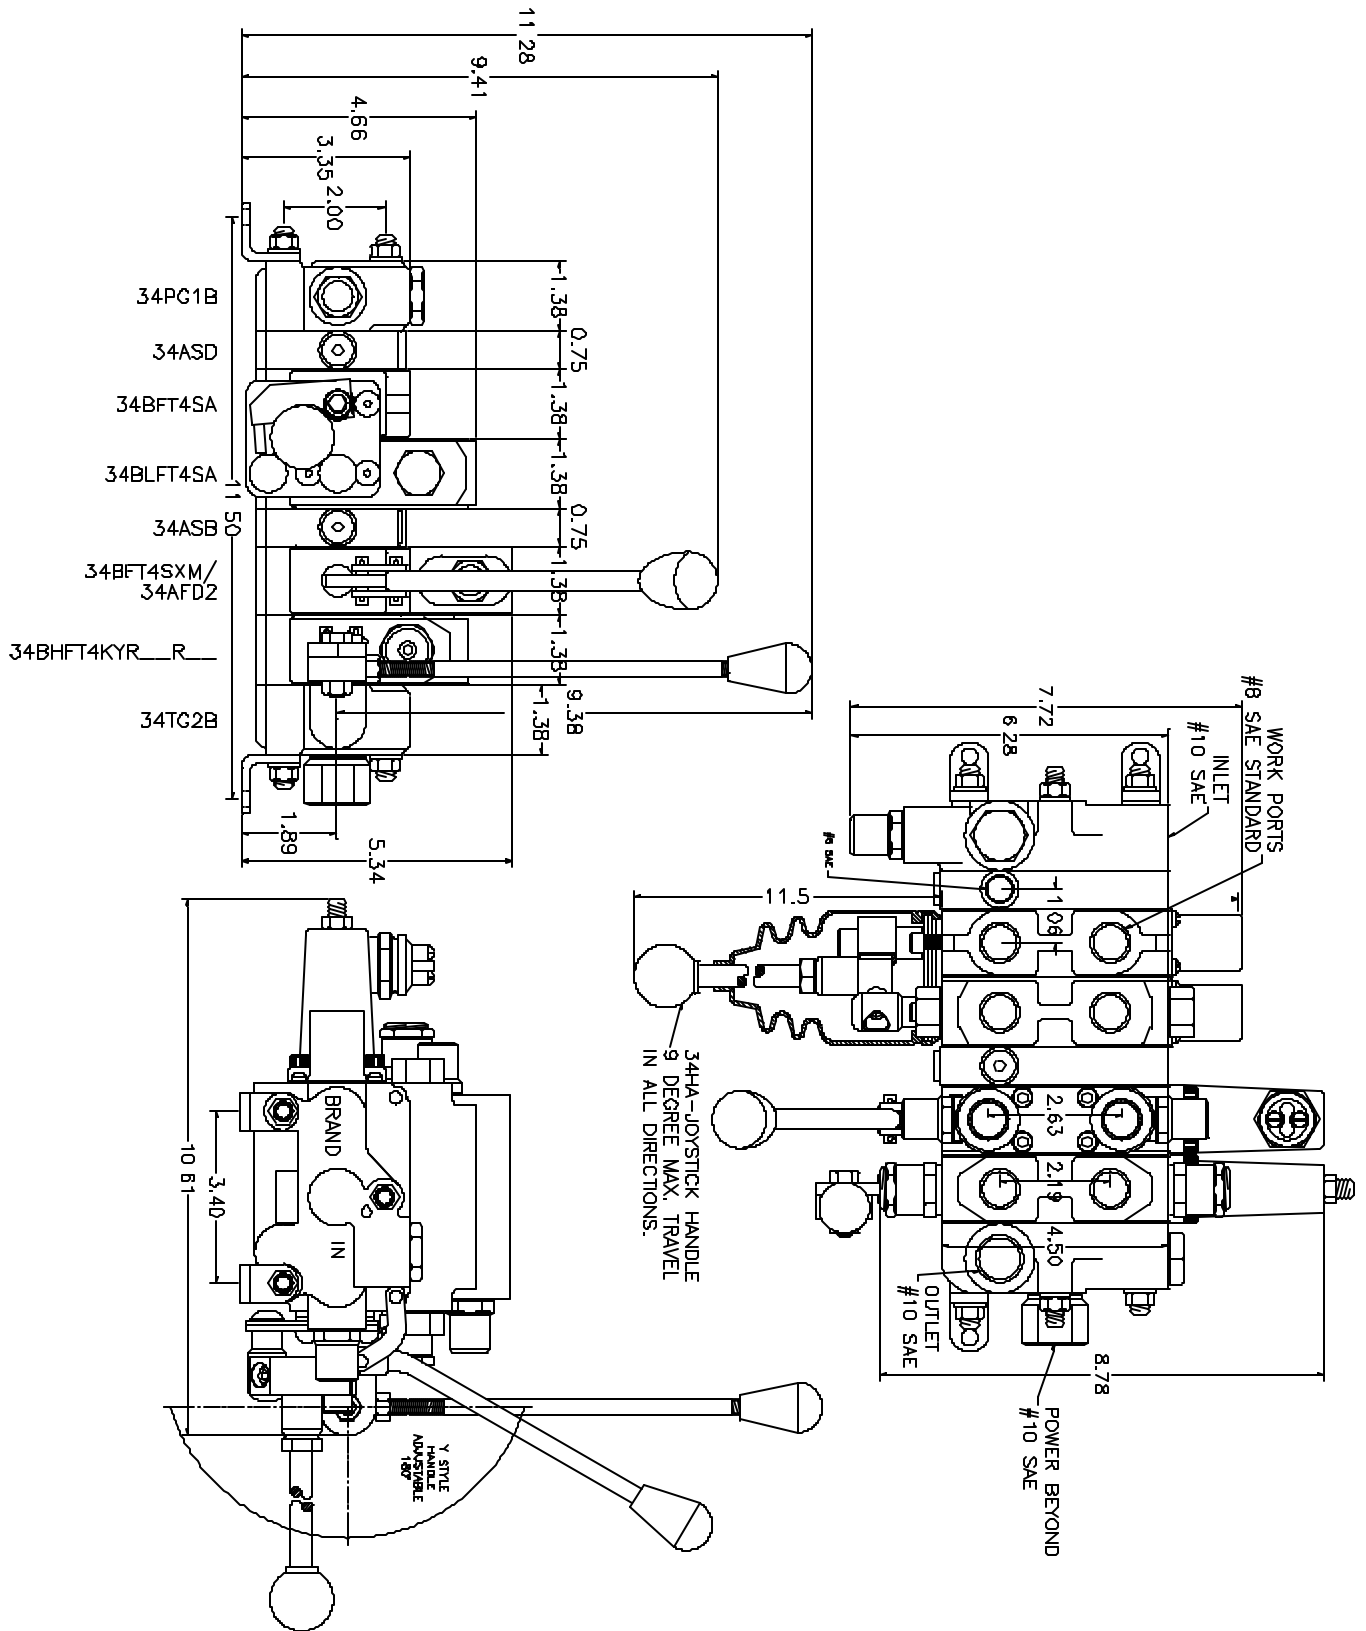 11.28
9.41
4.66
3.35
2.00
1.38
0.75
1.38
1.38
0.75
1.38
1.38
1.38
9.38
11.50
1.89
5.34
34PG1B
34ASD
34BFT4SA
34BLFT4SA
34ASB
34BFT4SXM/
34AFD2
34BHFT4KYR__R__
34TG2B
7.72
6.28
WORK PORTS
#8 SAE STANDARD
INLET
#10 SAE
#6 SAE
11.5
1.06
2.63
2.19
4.50
8.78
34HA-JOYSTICK HANDLE
9 DEGREE MAX. TRAVEL
IN ALL DIRECTIONS.
OUTLET
#10 SAE
POWER BEYOND
#10 SAE
10.61
3.40
BRAND
IN
Y STYLE
HANDLE
ADJUSTABLE
180°